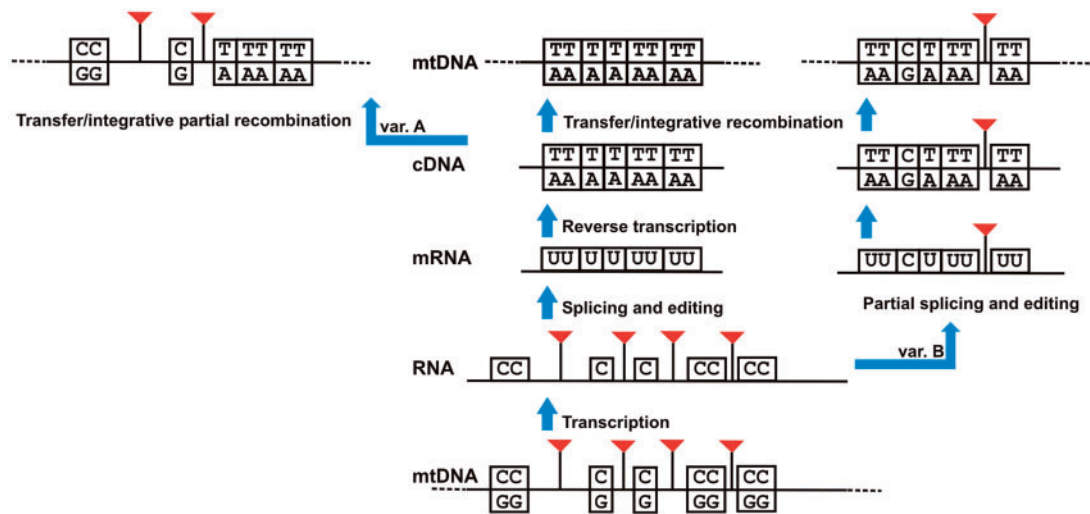 CC C T TT TT
GG G A AA AA
mtDNA
TT T T TT TT
AA A A AA AA
TT C T TT TT
AA G A AA AA
Transfer/integrative partial recombination
var. A
Transfer/integrative recombination
cDNA
TT T T TT TT
AA A A AA AA
TT C T TT TT
AA G A AA AA
Reverse transcription
mRNA
UU U U UU UU
UU C U UU UU
Splicing and editing
Partial splicing and editing
RNA
CC C C CC CC
var. B
Transcription
mtDNA
CC C C CC CC
GG G G GG GG